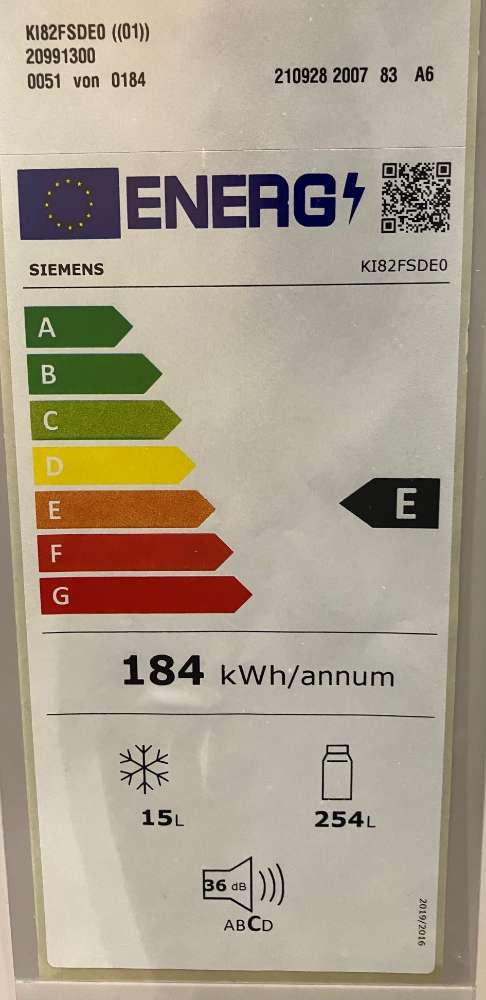 KI82FSDE0 ((01))
20991300
0051 von 0184 210928 2007 83 A6
ENERG
SIEMENS KI82FSDE0
A
B
C
D
E
E
F
G
184 kWh/annum
15L 254L
36 dB
ABCD
2019/2016